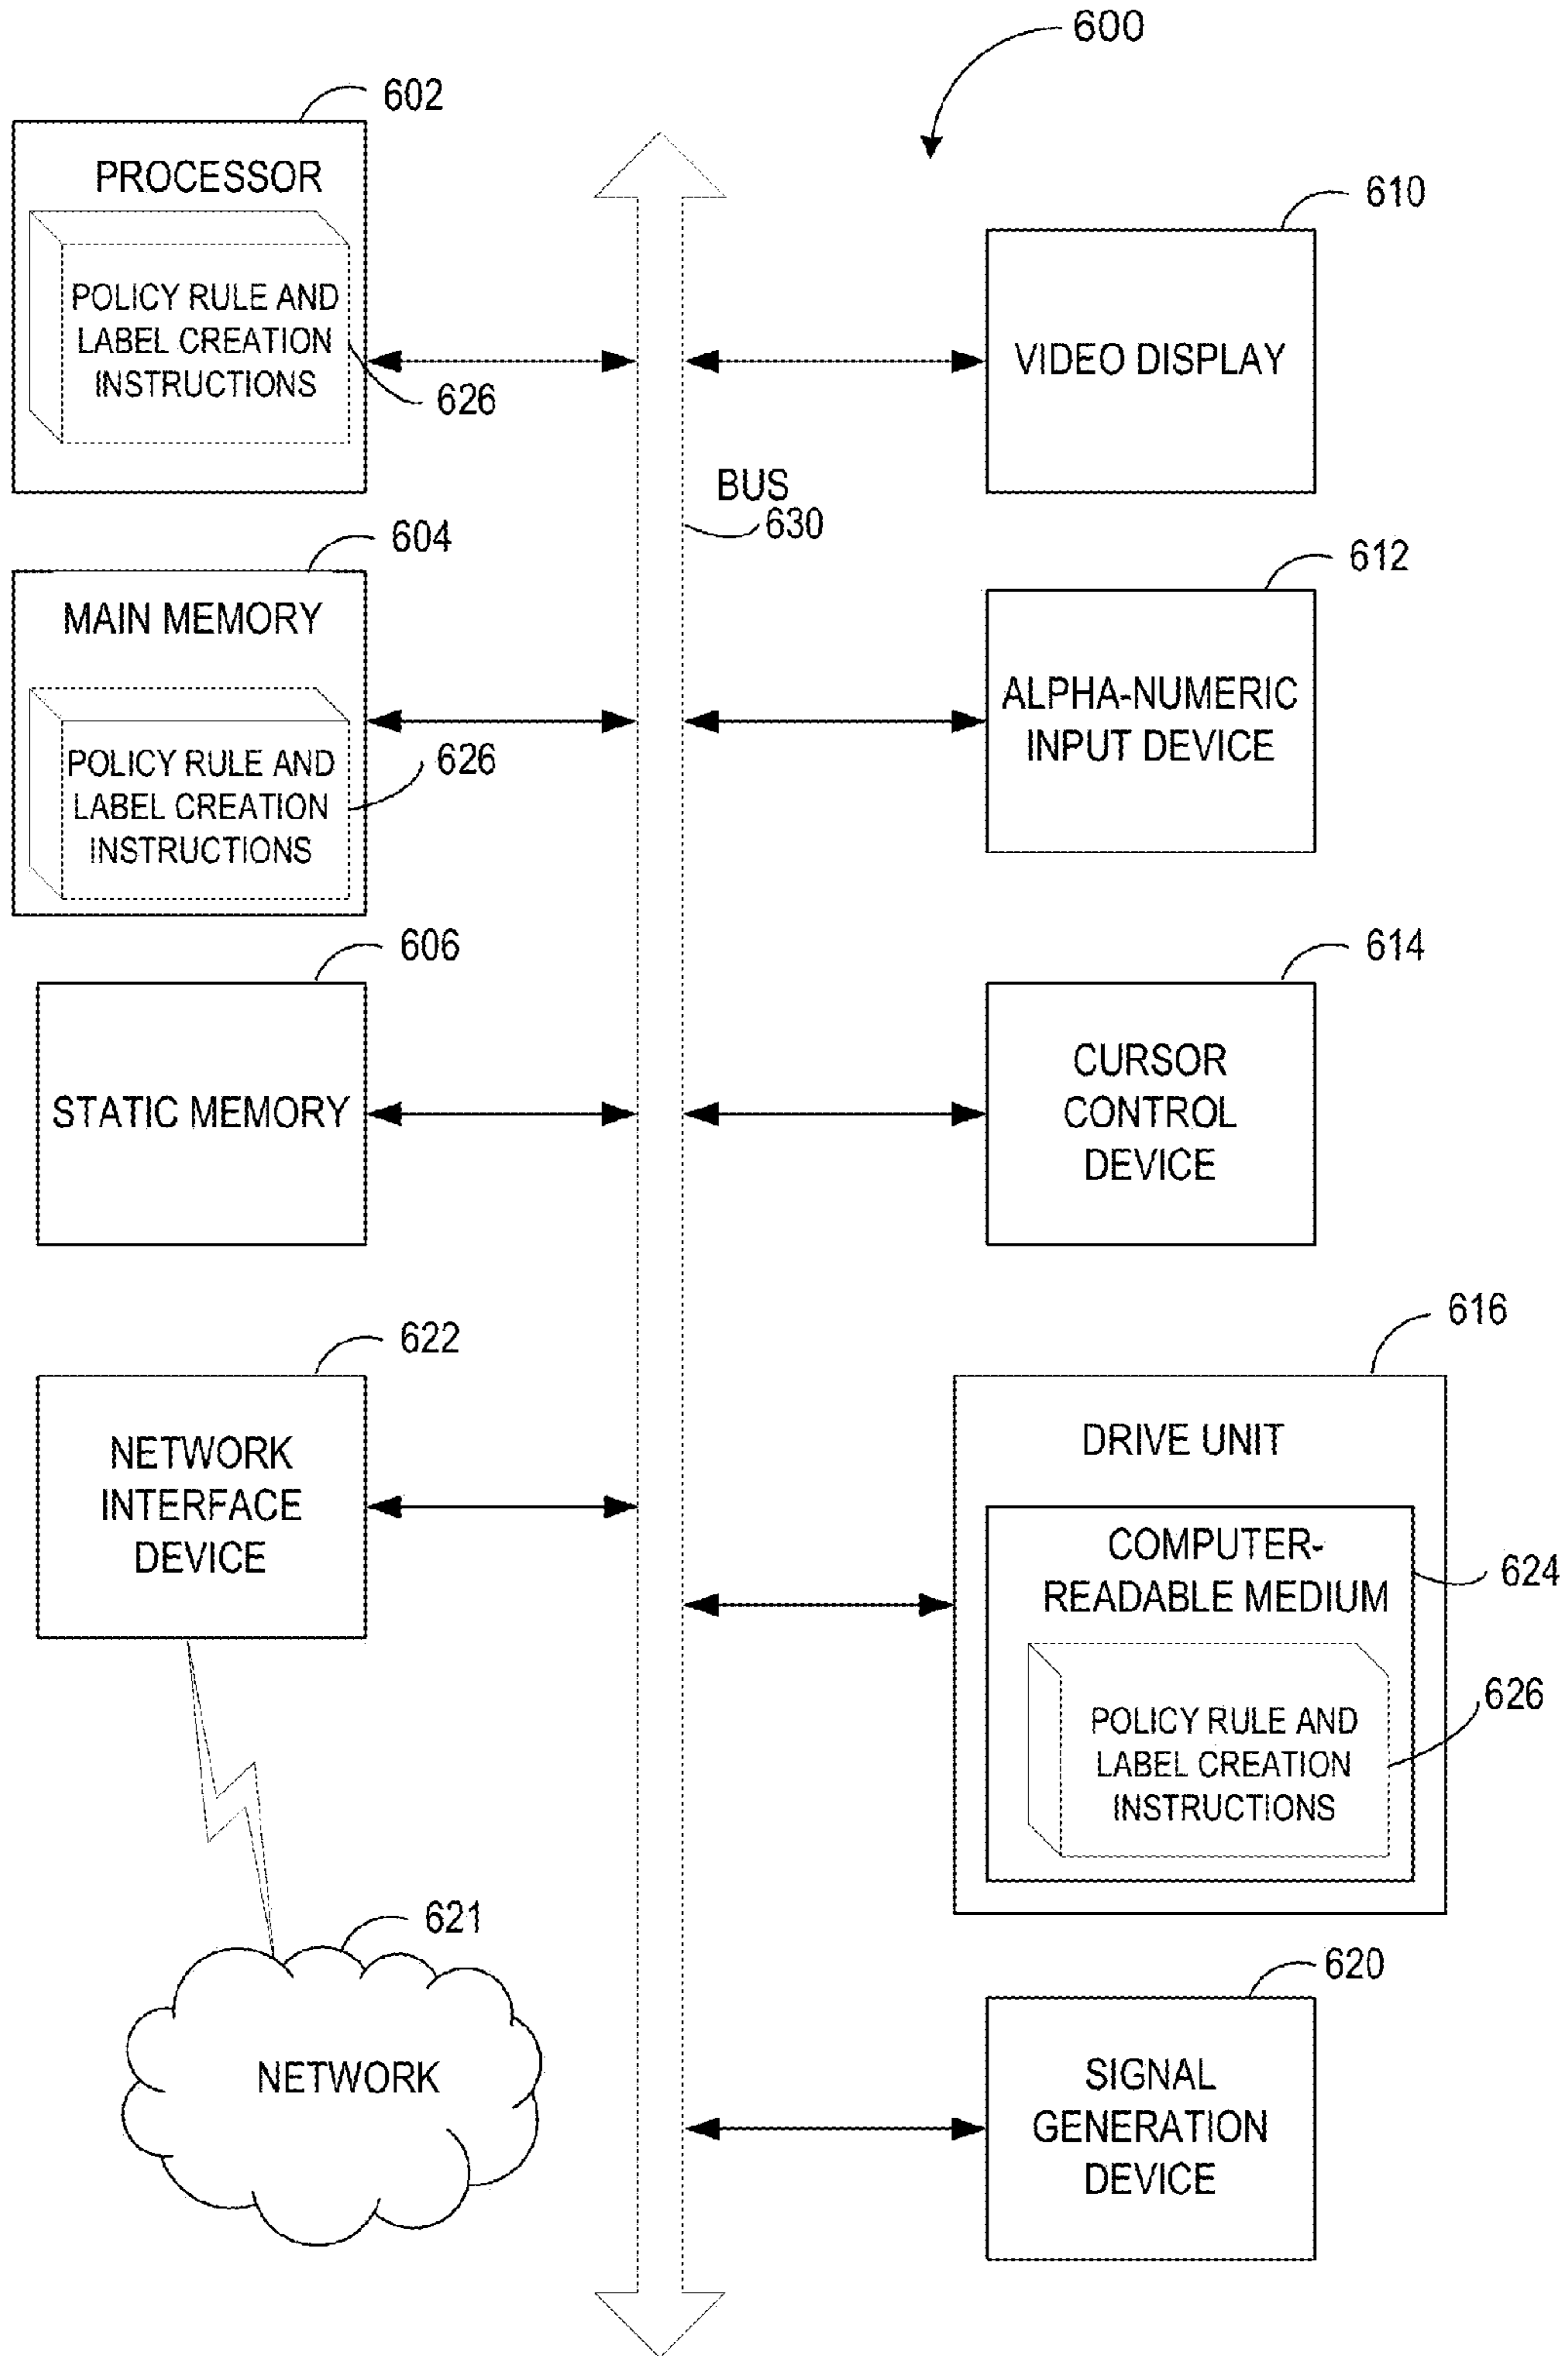 600
602
PROCESSOR
POLICY RULE AND
LABEL CREATION
INSTRUCTIONS
626
610
VIDEO DISPLAY
BUS
630
604
MAIN MEMORY
POLICY RULE AND
LABEL CREATION
INSTRUCTIONS
626
612
ALPHA-NUMERIC
INPUT DEVICE
606
STATIC MEMORY
614
CURSOR
CONTROL
DEVICE
622
NETWORK
INTERFACE
DEVICE
616
DRIVE UNIT
COMPUTER-
READABLE MEDIUM
624
POLICY RULE AND
LABEL CREATION
INSTRUCTIONS
626
621
NETWORK
620
SIGNAL
GENERATION
DEVICE